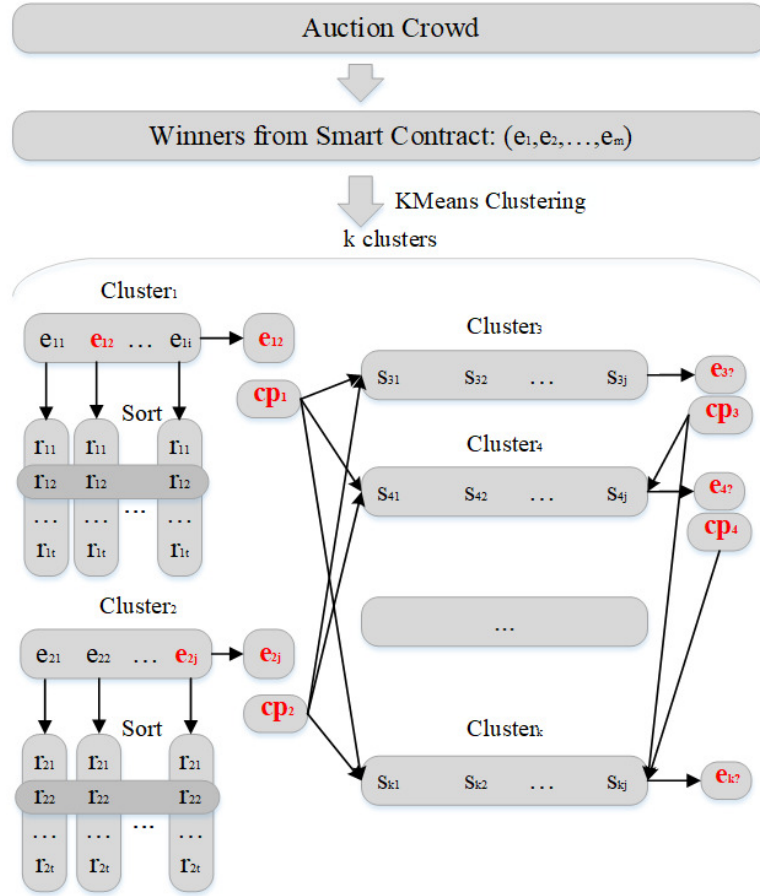 Auction Crowd
Winners from Smart Contract: (e₁,e₂,…,eₘ)
KMeans Clustering
k clusters
Cluster₁
e₁₁ e₁₂ … e₁ᵢ
e₁₂
cp₁
Sort
r₁₁ r₁₁ r₁₁
r₁₂ r₁₂ r₁₂
… … … …
r₁ₜ r₁ₜ r₁ₜ
Cluster₂
e₂₁ e₂₂ … e₂ⱼ
e₂ⱼ
cp₂
Sort
r₂₁ r₂₁ r₂₁
r₂₂ r₂₂ r₂₂
… … … …
r₂ₜ r₂ₜ r₂ₜ
Cluster₃
s₃₁ s₃₂ … s₃ⱼ
e₃?
cp₃
Cluster₄
s₄₁ s₄₂ … s₄ⱼ
e₄?
cp₄
…
Clusterₖ
sₖ₁ sₖ₂ … sₖⱼ
eₖ?